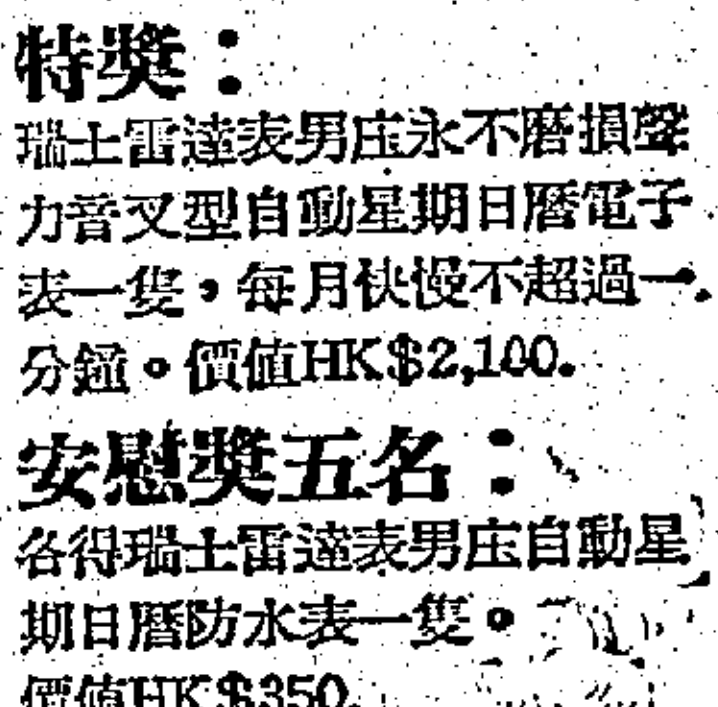 特獎：
瑞士雷達表男庄永不磨損聲
力音叉型自動星期日曆電子
表一隻，每月快慢不超過一
分鐘。價值HK$2,100.
安慰獎五名：
各得瑞士雷達表男庄自動星
期日曆防水表一隻。
價值HK$350.